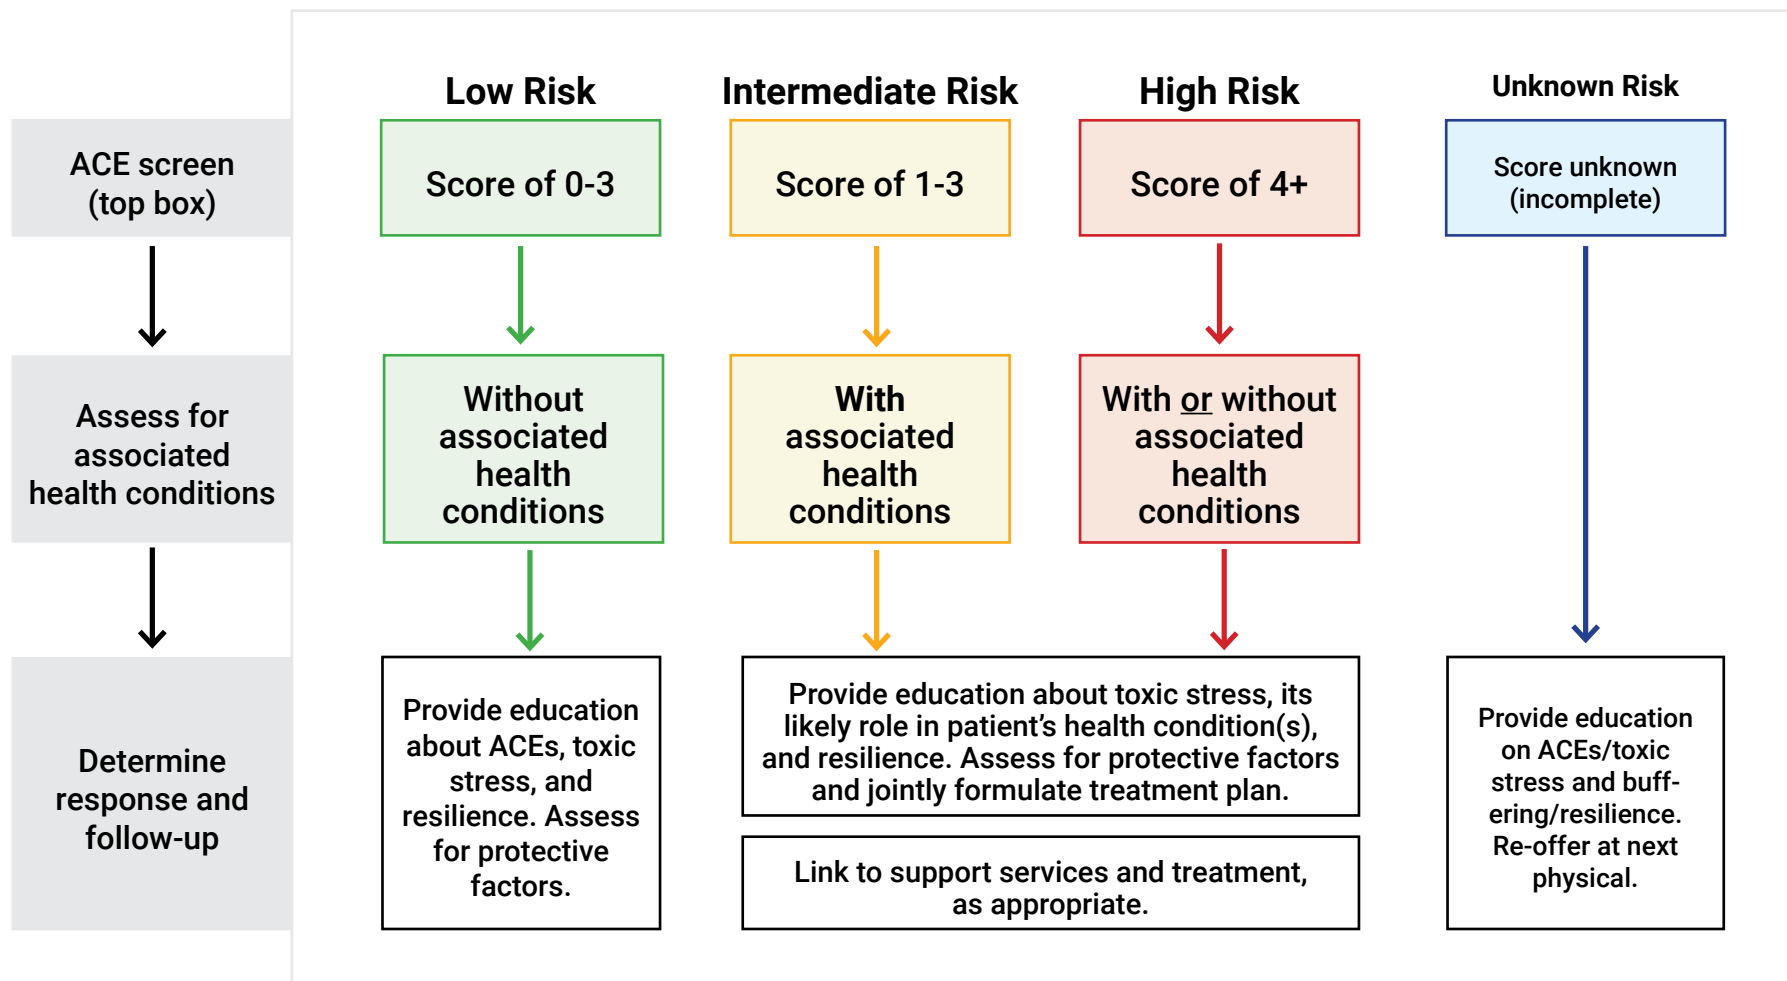 Low Risk
Intermediate Risk
High Risk
Unknown Risk
ACE screen
(top box)
Score of 0-3
Score of 1-3
Score of 4+
Score unknown
(incomplete)
Assess for
associated
health conditions
Without
associated
health
conditions
With
associated
health
conditions
With or without
associated
health
conditions
Determine
response and
follow-up
Provide education
about ACEs, toxic
stress, and
resilience. Assess
for protective
factors.
Provide education about toxic stress, its
likely role in patient’s health condition(s),
and resilience. Assess for protective factors
and jointly formulate treatment plan.
Link to support services and treatment,
as appropriate.
Provide education
on ACEs/toxic
stress and buff-
ering/resilience.
Re-offer at next
physical.